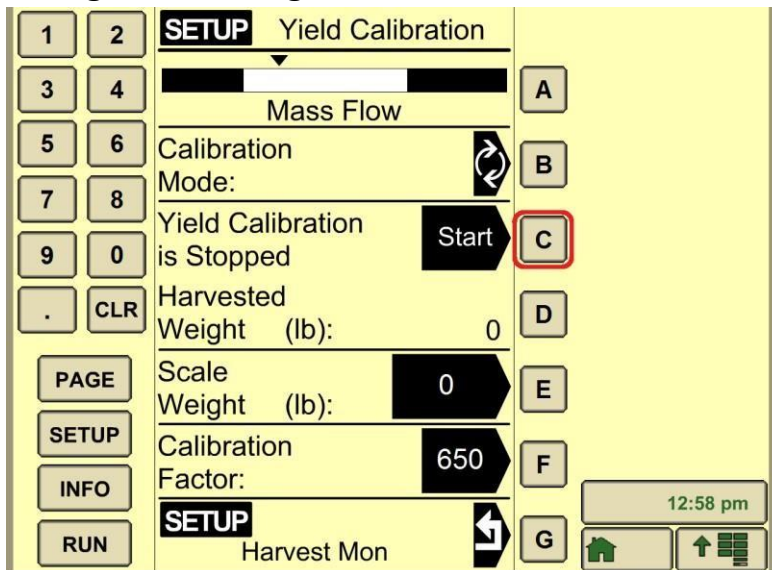 1 2
3 4
5 6
7 8
9 0
. CLR
PAGE
SETUP
INFO
RUN
SETUP Yield Calibration
Mass Flow
Calibration
Mode:
Yield Calibration
is Stopped
Start
Harvested
Weight (lb): 0
Scale
Weight (lb):
0
Calibration
Factor:
650
SETUP
Harvest Mon
A
B
C
D
E
F
G
12:58 pm